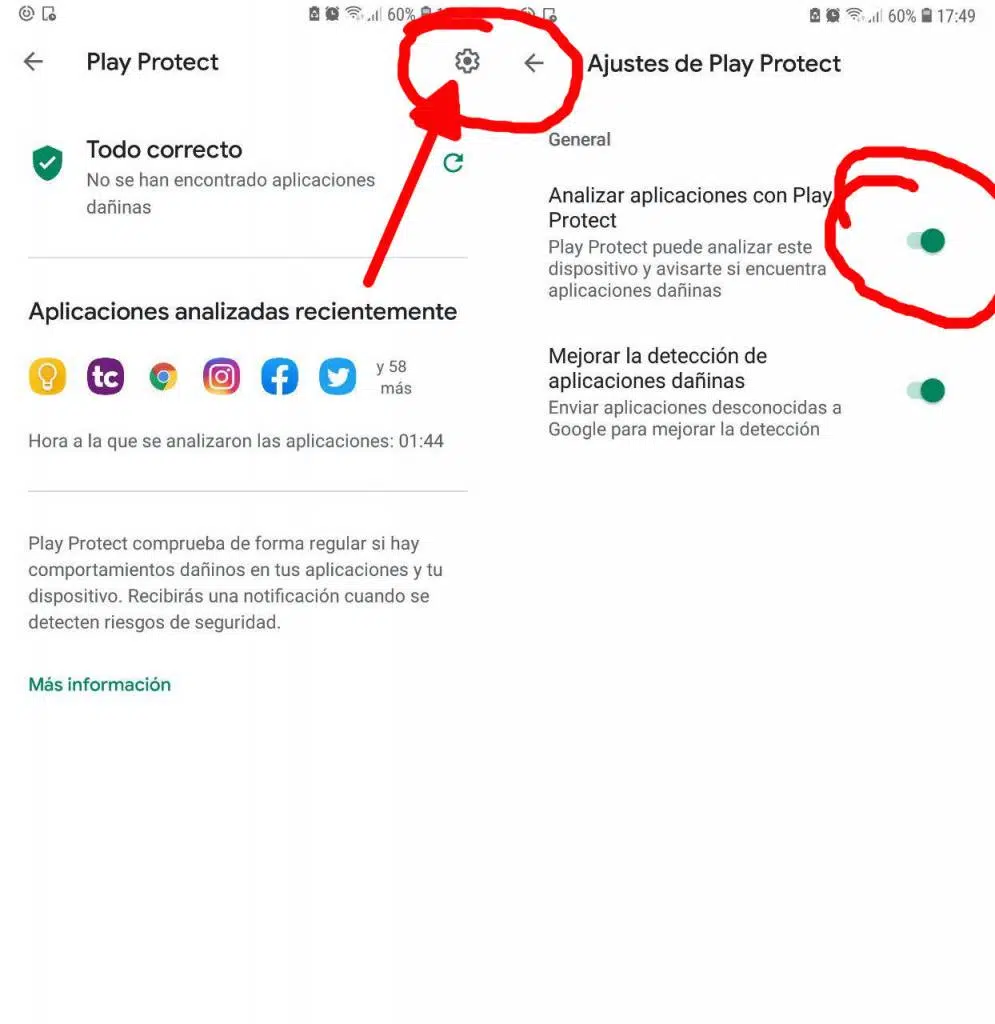 60%
Play Protect
Todo correcto
No se han encontrado aplicaciones
dañinas
Aplicaciones analizadas recientemente
tc
y 58
más
Hora a la que se analizaron las aplicaciones: 01:44
Play Protect comprueba de forma regular si hay
comportamientos dañinos en tus aplicaciones y tu
dispositivo. Recibirás una notificación cuando se
detecten riesgos de seguridad.
Más información
60% 17:49
Ajustes de Play Protect
General
Analizar aplicaciones con Play
Protect
Play Protect puede analizar este
dispositivo y avisarte si encuentra
aplicaciones dañinas
Mejorar la detección de
aplicaciones dañinas
Enviar aplicaciones desconocidas a
Google para mejorar la detección